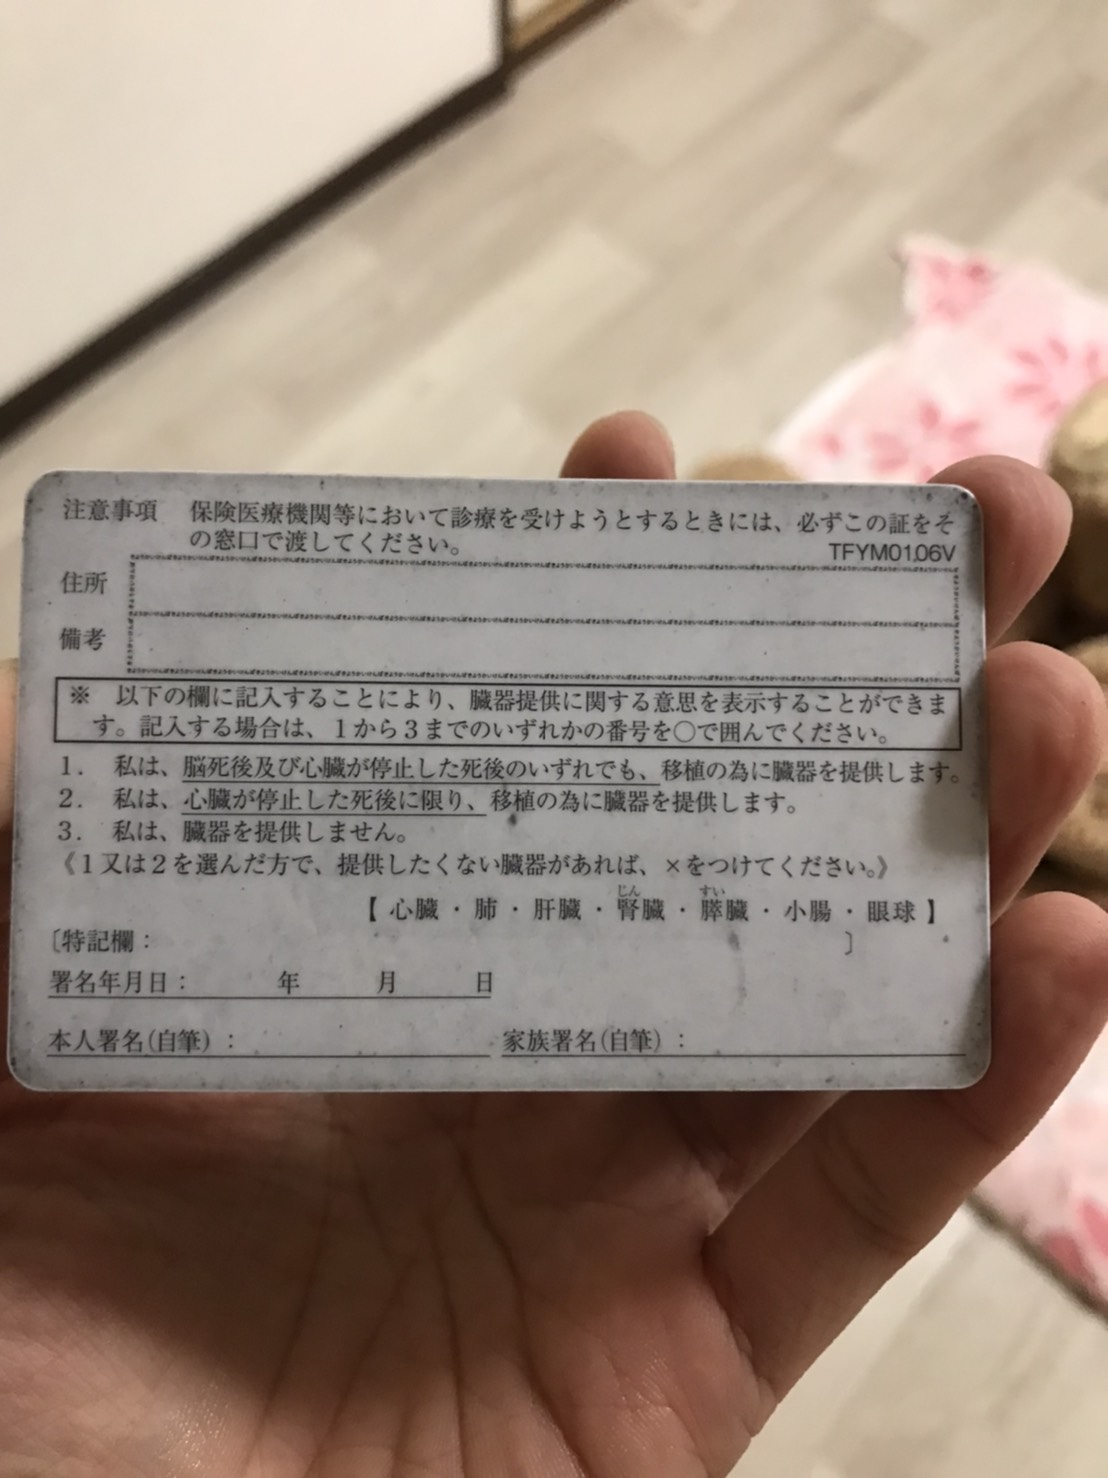 注意事項 保険医療機関等において診療を受けようとするときには、必ずこの証をそ
の窓口で渡してください。
TFYM01.06V
住所
備考
※ 以下の欄に記入することにより、臓器提供に関する意思を表示することができま
す。記入する場合は、1から3までのいずれかの番号を○で囲んでください。
1. 私は、脳死後及び心臓が停止した死後のいずれでも、移植の為に臓器を提供します。
2. 私は、心臓が停止した死後に限り、移植の為に臓器を提供します。
3. 私は、臓器を提供しません。
《1又は2を選んだ方で、提供したくない臓器があれば、×をつけてください。》
じん すい
【 心臓・肺・肝臓・腎臓・膵臓・小腸・眼球 】
〔特記欄: 〕
署名年月日: 年 月 日
本人署名(自筆): 家族署名(自筆):